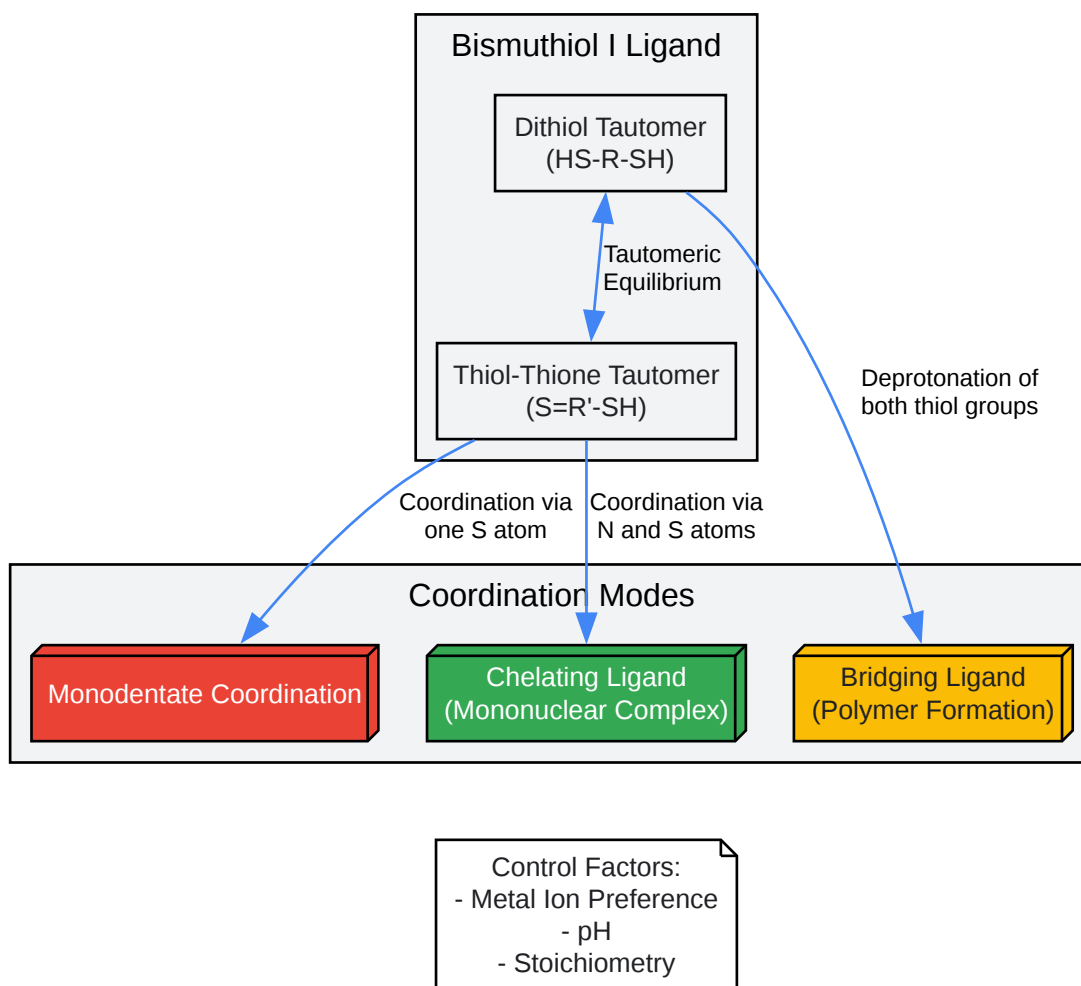 Bismuthiol I Ligand
Dithiol Tautomer
(HS-R-SH)
Tautomeric
Equilibrium
Thiol-Thione Tautomer
(S=R'-SH)
Deprotonation of
both thiol groups
Coordination via
one S atom
Coordination via
N and S atoms
Coordination Modes
Monodentate Coordination
Chelating Ligand
(Mononuclear Complex)
Bridging Ligand
(Polymer Formation)
Control Factors:
- Metal Ion Preference
- pH
- Stoichiometry